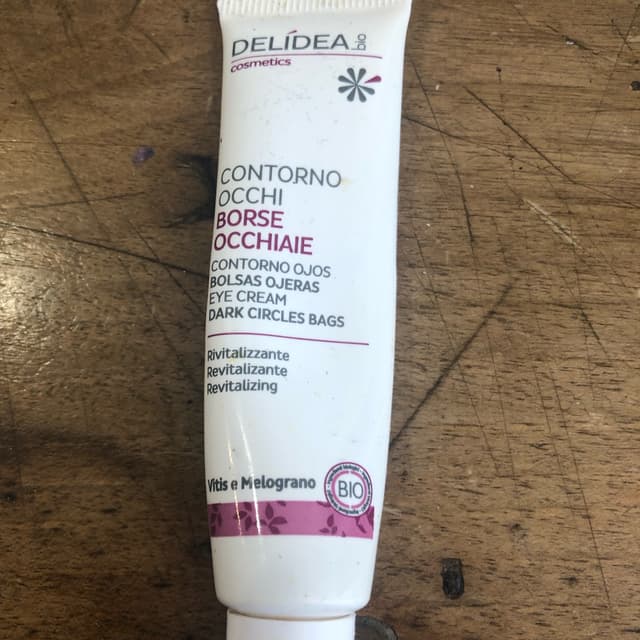 DELÍDEA bio
cosmetics
CONTORNO
OCCHI
BORSE
OCCHIAIE
CONTORNO OJOS
BOLSAS OJERAS
EYE CREAM
DARK CIRCLES BAGS
Rivitalizzante
Revitalizante
Revitalizing
Vitis e Melograno
BIO